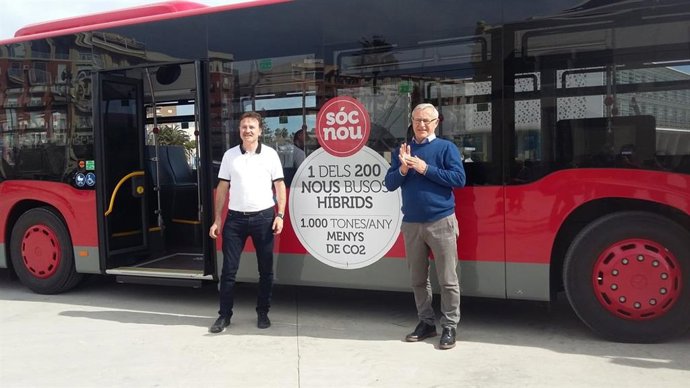 sóc
nou
1 DELS 200
NOUS BUSOS
HÍBRIDS
1.000 TONES/ANY
MENYS
DE CO2